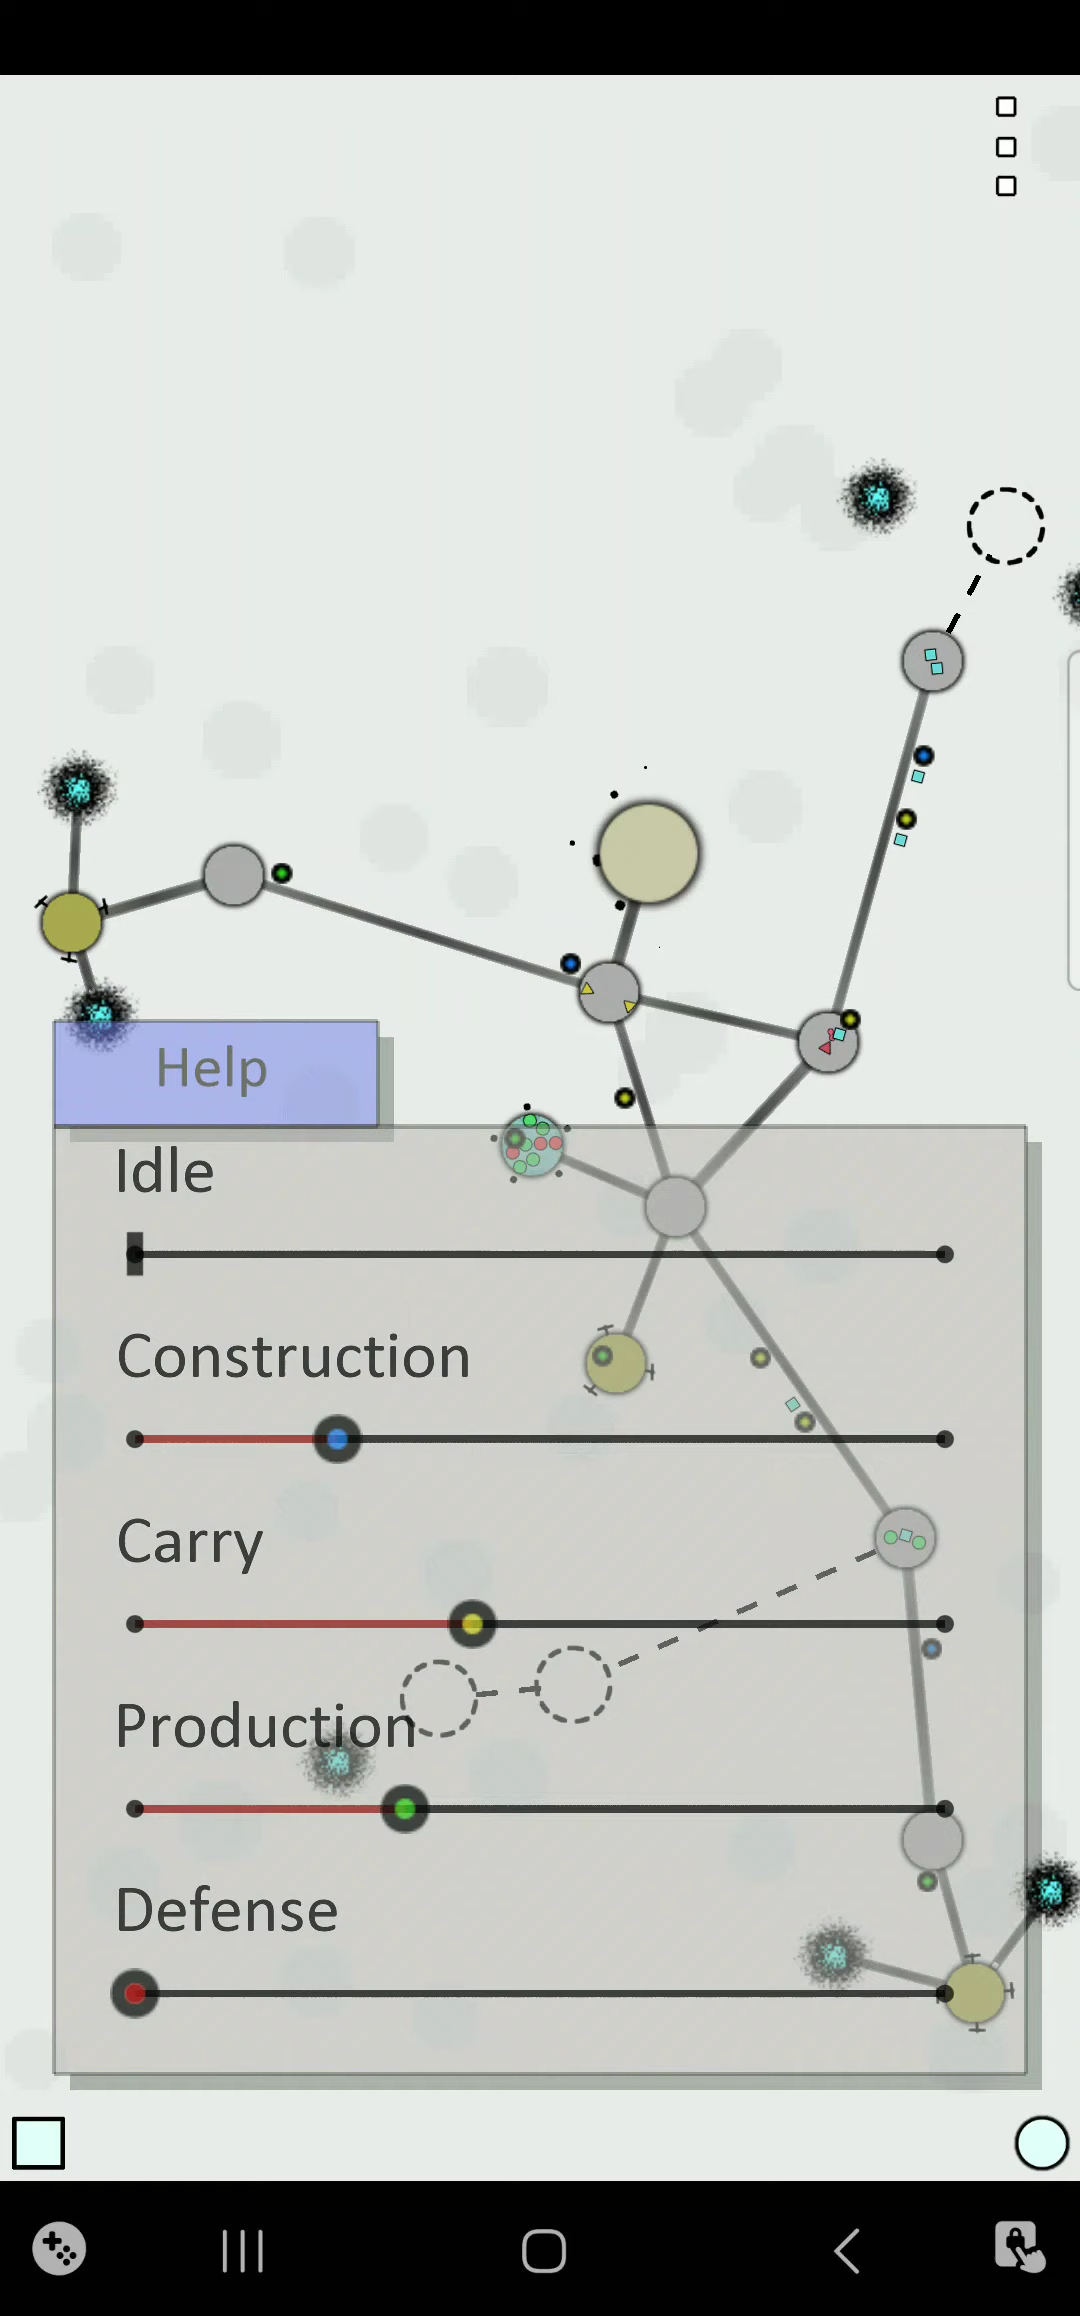 Help
Idle
Construction
Carry
Production
Defense